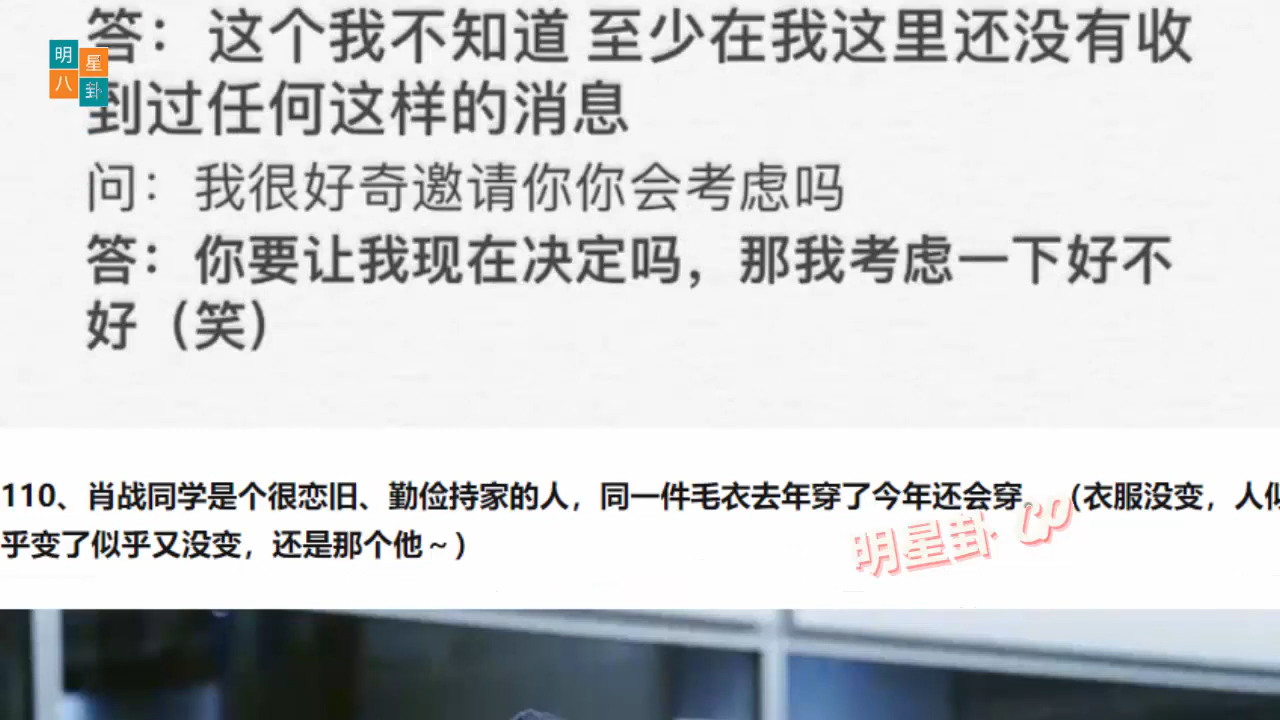 明星
八卦
答：这个我不知道 至少在我这里还没有收
到过任何这样的消息
问：我很好奇邀请你你会考虑吗
答：你要让我现在决定吗，那我考虑一下好不
好（笑）
110、肖战同学是个很恋旧、勤俭持家的人，同一件毛衣去年穿了今年还会穿。（衣服没变，人似
乎变了似乎又没变，还是那个他～）
明星卦 CP